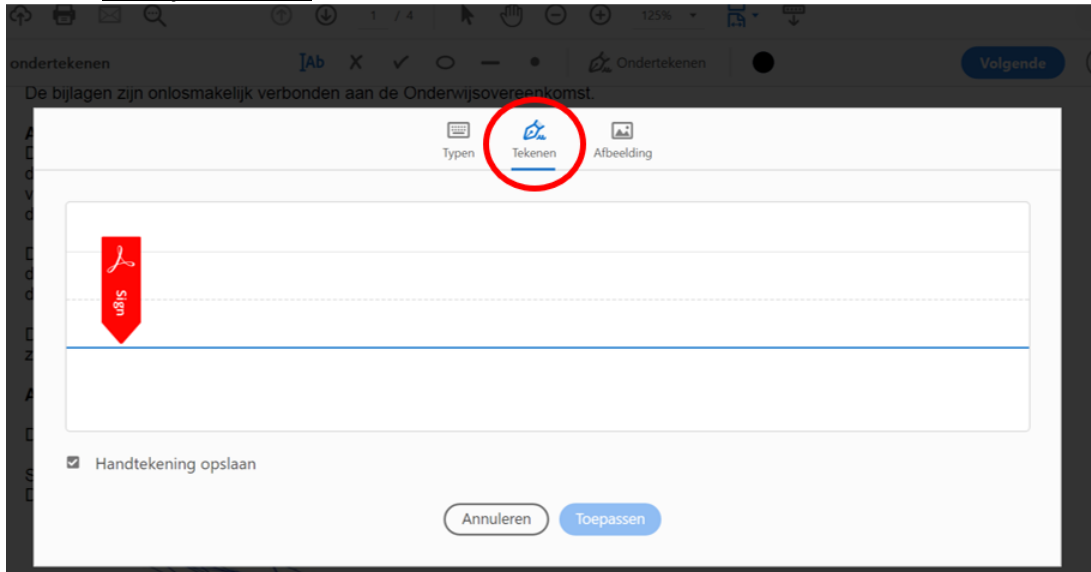 1 / 4 125%
ondertekenen IAb X Ondertekenen Volgende
De bijlagen zijn onlosmakelijk verbonden aan de Onderwijsovereenkomst.
Typen Tekenen Afbeelding
Sign
Handtekening opslaan
Annuleren Toepassen